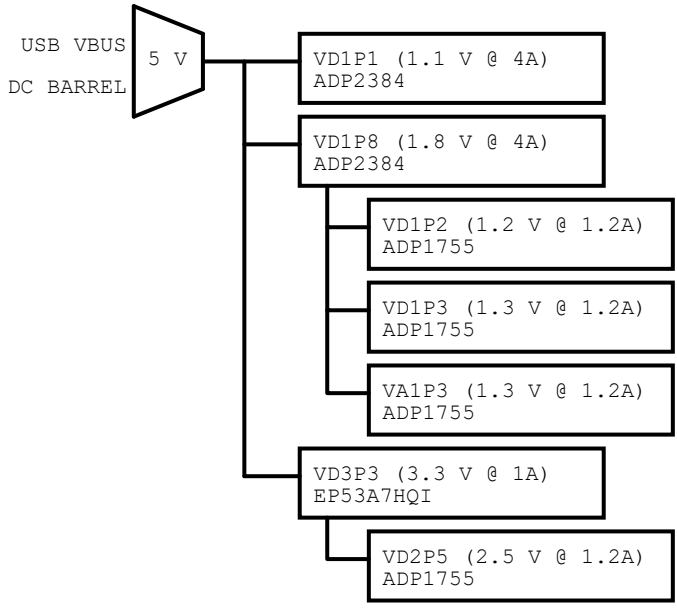 USB VBUS
DC BARREL
5 V
VD1P1 (1.1 V @ 4A)
ADP2384
VD1P8 (1.8 V @ 4A)
ADP2384
VD1P2 (1.2 V @ 1.2A)
ADP1755
VD1P3 (1.3 V @ 1.2A)
ADP1755
VA1P3 (1.3 V @ 1.2A)
ADP1755
VD3P3 (3.3 V @ 1A)
EP53A7HQI
VD2P5 (2.5 V @ 1.2A)
ADP1755